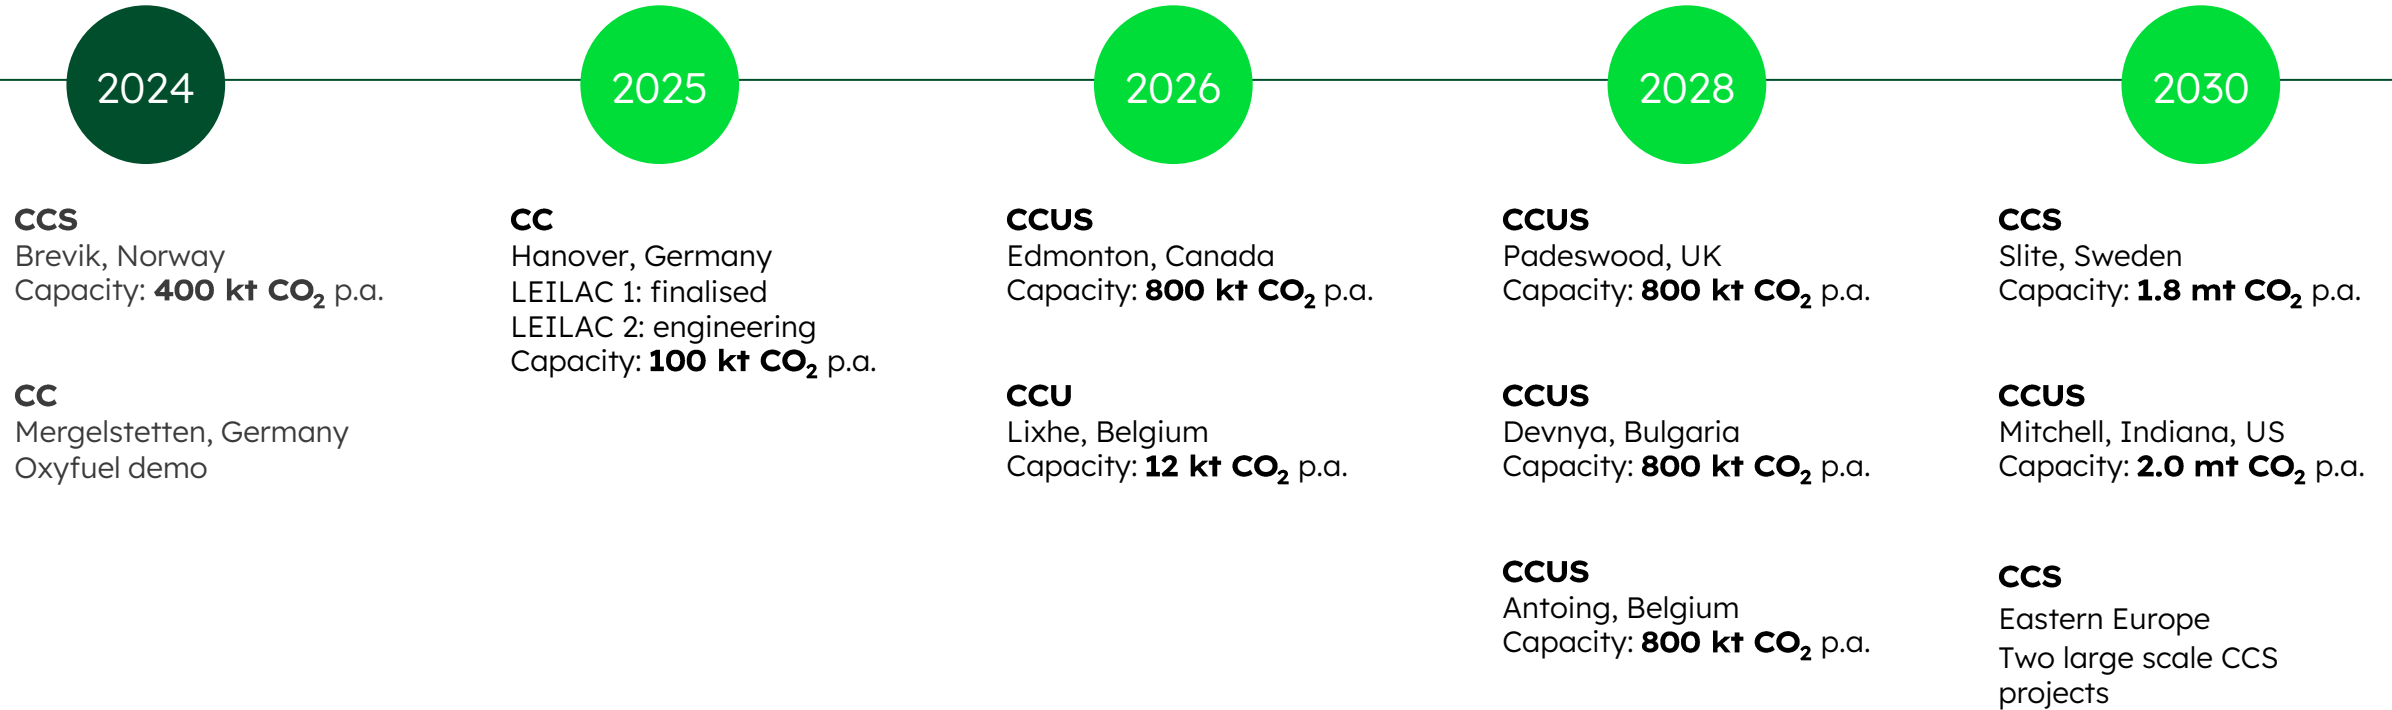 2024
CCS
Brevik, Norway
Capacity: 400 kt CO₂ p.a.
CC
Mergelstetten, Germany
Oxyfuel demo
2025
CC
Hanover, Germany
LEILAC 1: finalised
LEILAC 2: engineering
Capacity: 100 kt CO₂ p.a.
2026
CCUS
Edmonton, Canada
Capacity: 800 kt CO₂ p.a.
CCU
Lixhe, Belgium
Capacity: 12 kt CO₂ p.a.
2028
CCUS
Padeswood, UK
Capacity: 800 kt CO₂ p.a.
CCUS
Devnya, Bulgaria
Capacity: 800 kt CO₂ p.a.
CCUS
Antoing, Belgium
Capacity: 800 kt CO₂ p.a.
2030
CCS
Slite, Sweden
Capacity: 1.8 mt CO₂ p.a.
CCUS
Mitchell, Indiana, US
Capacity: 2.0 mt CO₂ p.a.
CCS
Eastern Europe
Two large scale CCS
projects